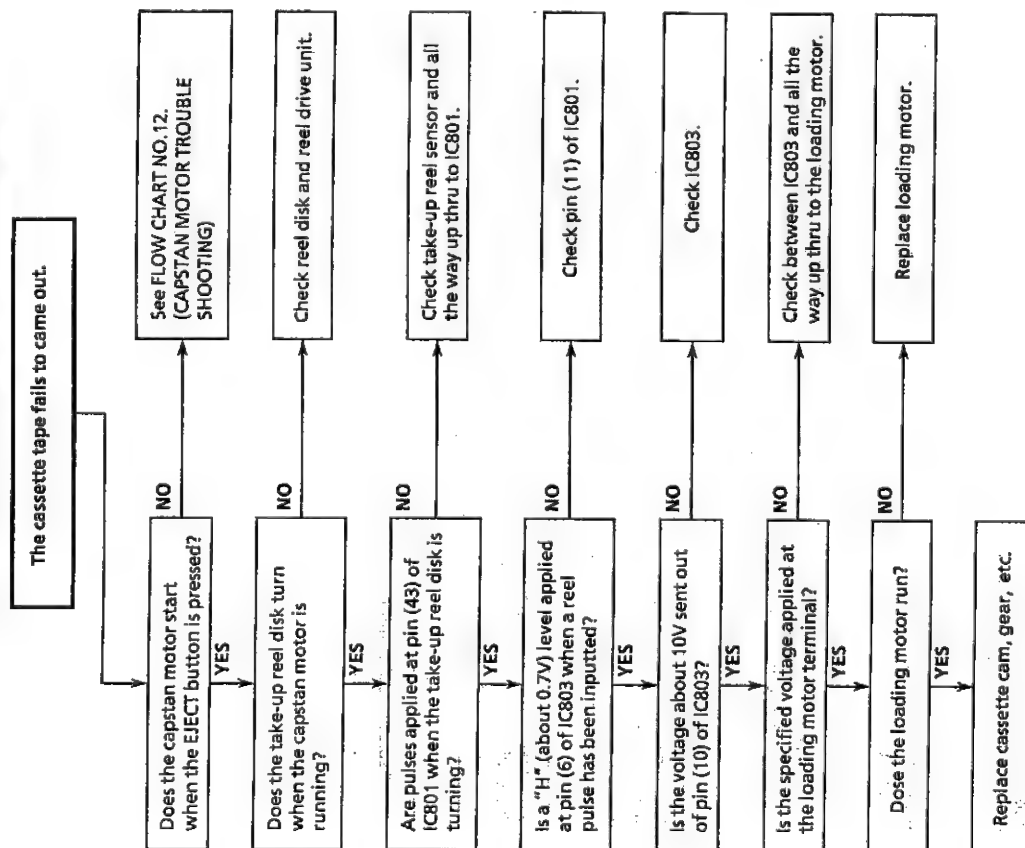 The cassette tape fails to came out.
Does the capstan motor start
when the EJECT button is pressed?
NO
See FLOW CHART NO.12.
(CAPSTAN MOTOR TROUBLE
SHOOTING)
YES
Does the take-up reel disk turn
when the capstan motor is
running?
NO
Check reel disk and reel drive unit.
YES
Are pulses applied at pin (43) of
IC801 when the take-up reel disk is
turning?
NO
Check take-up reel sensor and all
the way up thru to IC801.
YES
Is a "H" (about 0.7V) level applied
at pin (6) of IC803 when a reel
pulse has been inputted?
NO
Check pin (11) of IC801.
YES
Is the voltage about 10V sent out
of pin (10) of IC803?
NO
Check IC803.
YES
Is the specified voltage applied at
the loading motor terminal?
NO
Check between IC803 and all the
way up thru to the loading motor.
YES
Dose the loading motor run?
NO
Replace loading motor.
YES
Replace cassette cam, gear, etc.